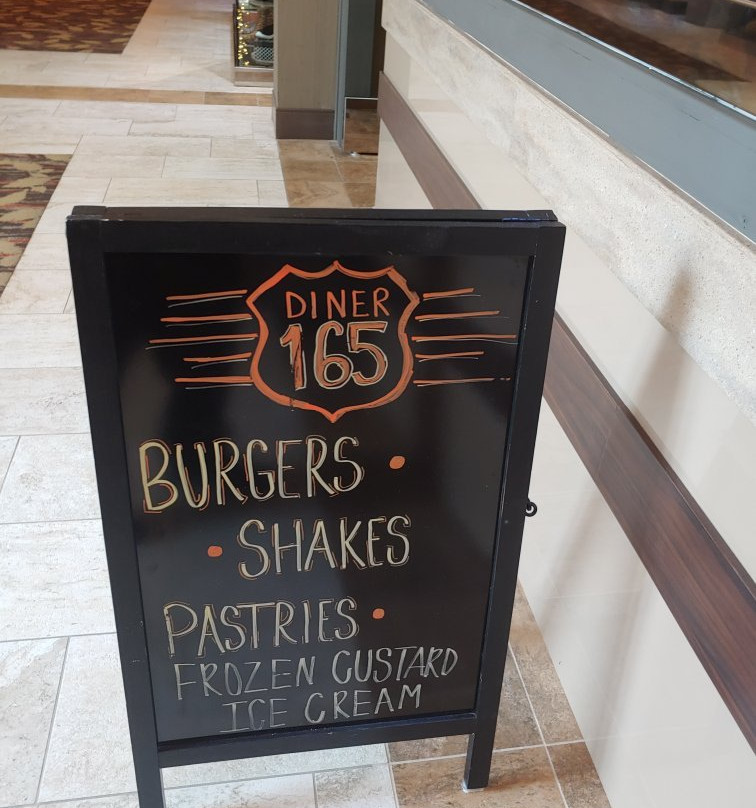 DINER
165
BURGERS •
• SHAKES
PASTRIES •
FROZEN CUSTARD
ICE CREAM